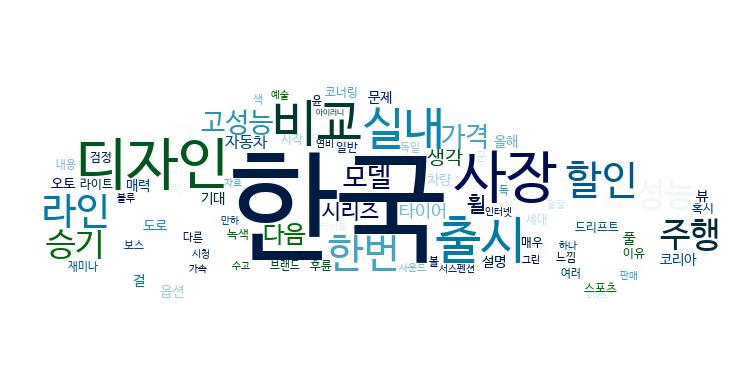 색 예술 윤 코너링 문제
아이러니
고성능 비교 실내 가격 올해
자동차 시작 연비 일반 독일 생각 군
내용 검정 디자인 한국 모델 사장 할인 성능
오토 라이트 매력 기대 자료 차량 독 뷰
블루 시리즈 타이어 휠 인터넷 달달 혹시
라인 도로 만하 세대 드리프트
승기 다른 녹색 다음 한번 출시 매우 하나 풀 주행
보스 시청 볼 느낌 이유
재미나 가속 수고 브랜드 후륜 사운드 서스펜션 설명 그린 여러 판매 코리아
걸 옵션 스포츠